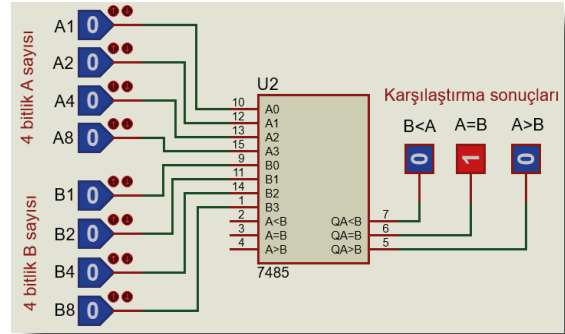 4 bitlik A sayısı
A1 0
A2 0
A4 0
A8 0
4 bitlik B sayısı
B1 0
B2 0
B4 0
B8 0
U2
10 A0
12 A1
13 A2
15 A3
9 B0
11 B1
14 B2
1 B3
2 A<B QA<B 7
3 A=B QA=B 6
4 A>B QA>B 5
7485
Karşılaştırma sonuçları
B<A A=B A>B
0 1 0